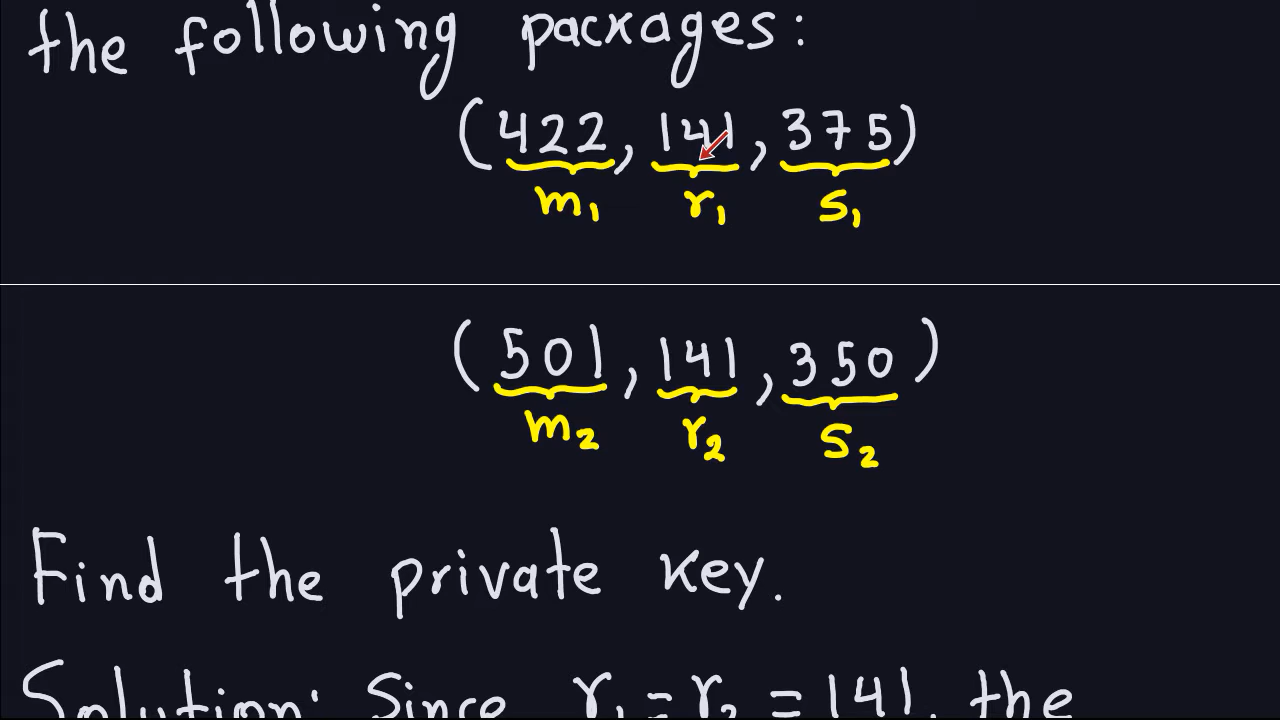 the following packages:
(422, 141, 375)
m₁ r₁ s₁
(501, 141, 350)
m₂ r₂ s₂
Find the private key.
Solution: Since r₁ = r₂ = 141, the